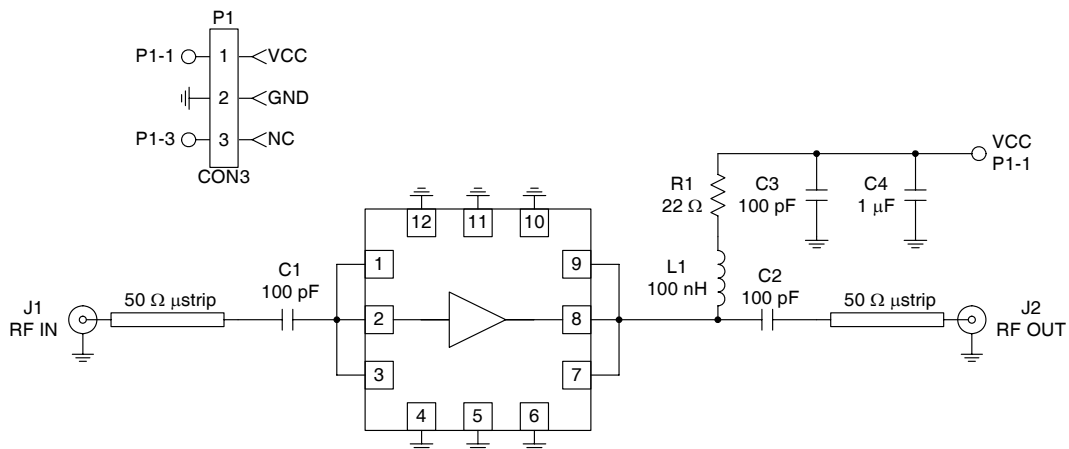 P1
P1-1 1 VCC
2 GND
P1-3 3 NC
CON3
VCC
P1-1
R1
22 Ω
C3
100 pF
C4
1 μF
12 11 10
1
9
C1
100 pF
L1
100 nH
C2
100 pF
J1
RF IN
50 Ω μstrip
2
8
50 Ω μstrip
J2
RF OUT
3
7
4 5 6